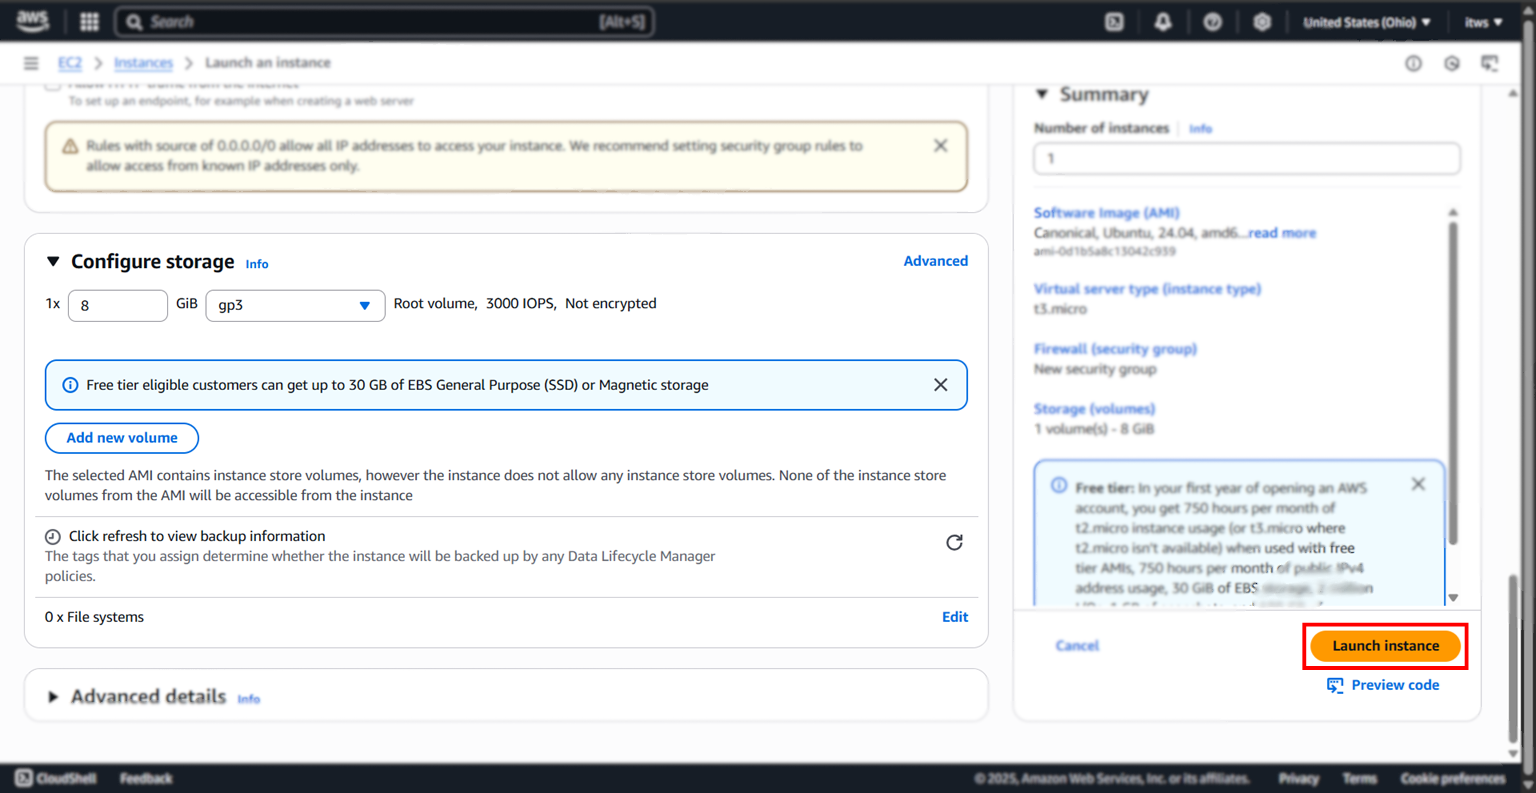 aws
Search [Alt+S]
United States (Ohio)
itws
EC2 > Instances > Launch an instance
To set up an endpoint, for example when creating a web server
Rules with source of 0.0.0.0/0 allow all IP addresses to access your instance. We recommend setting security group rules to
allow access from known IP addresses only.
Configure storage Info
Advanced
1x 8 GiB gp3 Root volume, 3000 IOPS, Not encrypted
Free tier eligible customers can get up to 30 GB of EBS General Purpose (SSD) or Magnetic storage
Add new volume
The selected AMI contains instance store volumes, however the instance does not allow any instance store volumes. None of the instance store
volumes from the AMI will be accessible from the instance
Click refresh to view backup information
The tags that you assign determine whether the instance will be backed up by any Data Lifecycle Manager
policies.
0 x File systems
Edit
Advanced details Info
Summary
Number of instances Info
1
Software Image (AMI)
Canonical, Ubuntu, 24.04, amd6...read more
ami-0d1b5a8c13042c939
Virtual server type (instance type)
t3.micro
Firewall (security group)
New security group
Storage (volumes)
1 volume(s) - 8 GiB
Free tier: In your first year of opening an AWS
account, you get 750 hours per month of
t2.micro instance usage (or t3.micro where
t2.micro isn't available) when used with free
tier AMIs, 750 hours per month of public IPv4
address usage, 30 GiB of EBS storage, 2 million
Cancel
Launch instance
Preview code
CloudShell Feedback
© 2025, Amazon Web Services, Inc. or its affiliates. Privacy Terms Cookie preferences